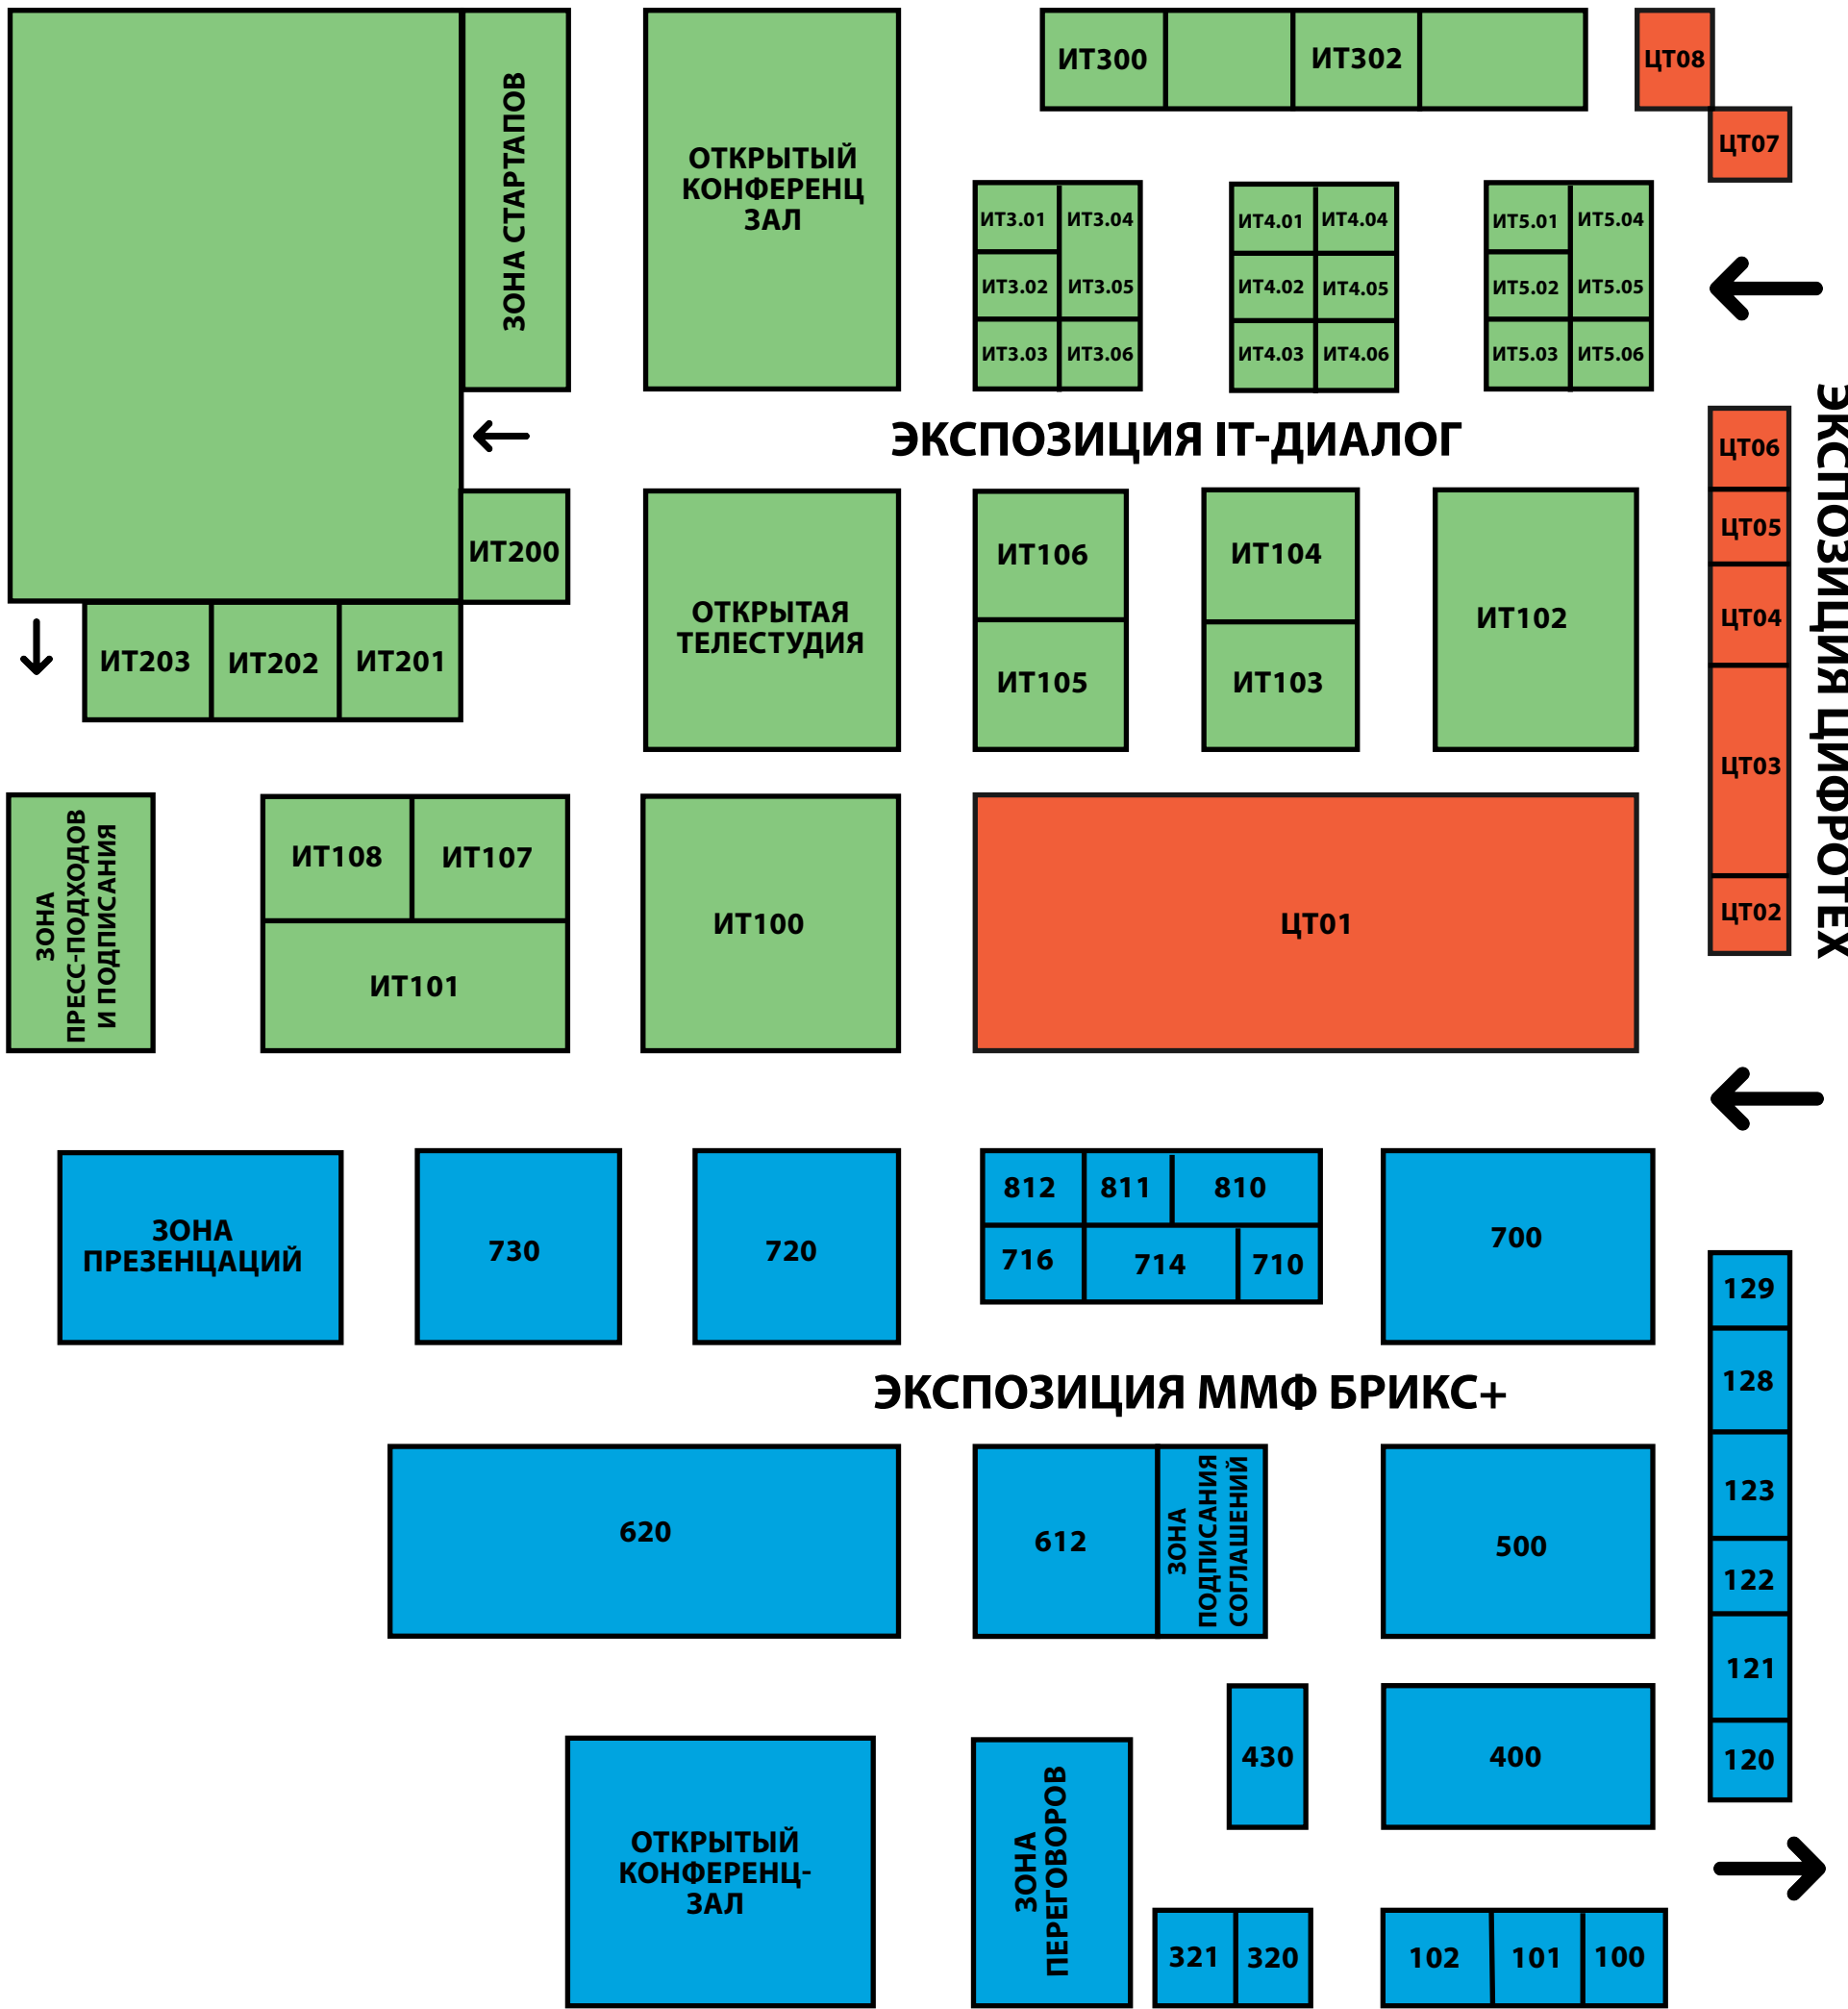 ИТ300
ИТ302
ЦТ08
ЦТ07
ЗОНА СТАРТАПОВ
ОТКРЫТЫЙ
КОНФЕРЕНЦ
ЗАЛ
ИТ3.01
ИТ3.04
ИТ3.02
ИТ3.05
ИТ3.03
ИТ3.06
ИТ4.01
ИТ4.04
ИТ4.02
ИТ4.05
ИТ4.03
ИТ4.06
ИТ5.01
ИТ5.04
ИТ5.02
ИТ5.05
ИТ5.03
ИТ5.06
ЭКСПОЗИЦИЯ IT-ДИАЛОГ
ЭКСПОЗИЦИЯ ЦИФРОТЕХ
ЦТ06
ЦТ05
ЦТ04
ЦТ03
ЦТ02
ИТ200
ИТ203
ИТ202
ИТ201
ОТКРЫТАЯ
ТЕЛЕСТУДИЯ
ИТ106
ИТ105
ИТ104
ИТ103
ИТ102
ЗОНА
ПРЕСС-ПОДХОДОВ
И ПОДПИСАНИЯ
ИТ108
ИТ107
ИТ101
ИТ100
ЦТ01
ЗОНА
ПРЕЗЕНЦАЦИЙ
730
720
812
811
810
716
714
710
700
129
128
123
122
121
120
ЭКСПОЗИЦИЯ ММФ БРИКС+
620
612
ЗОНА
ПОДПИСАНИЯ
СОГЛАШЕНИЙ
500
430
400
ОТКРЫТЫЙ
КОНФЕРЕНЦ-
ЗАЛ
ЗОНА
ПЕРЕГОВОРОВ
321
320
102
101
100